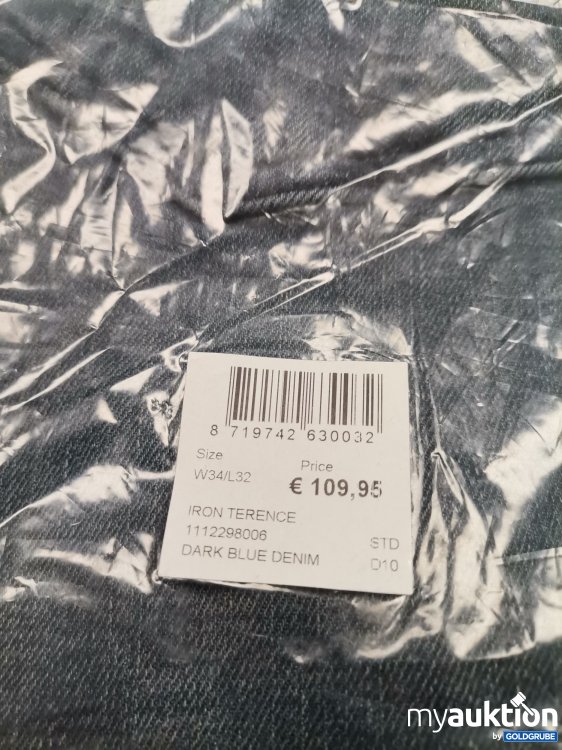 8 719742 630032
Size Price
W34/L32 € 109,95
IRON TERENCE
1112298006 STD
DARK BLUE DENIM D10
myauktion
by GOLDGRUBE